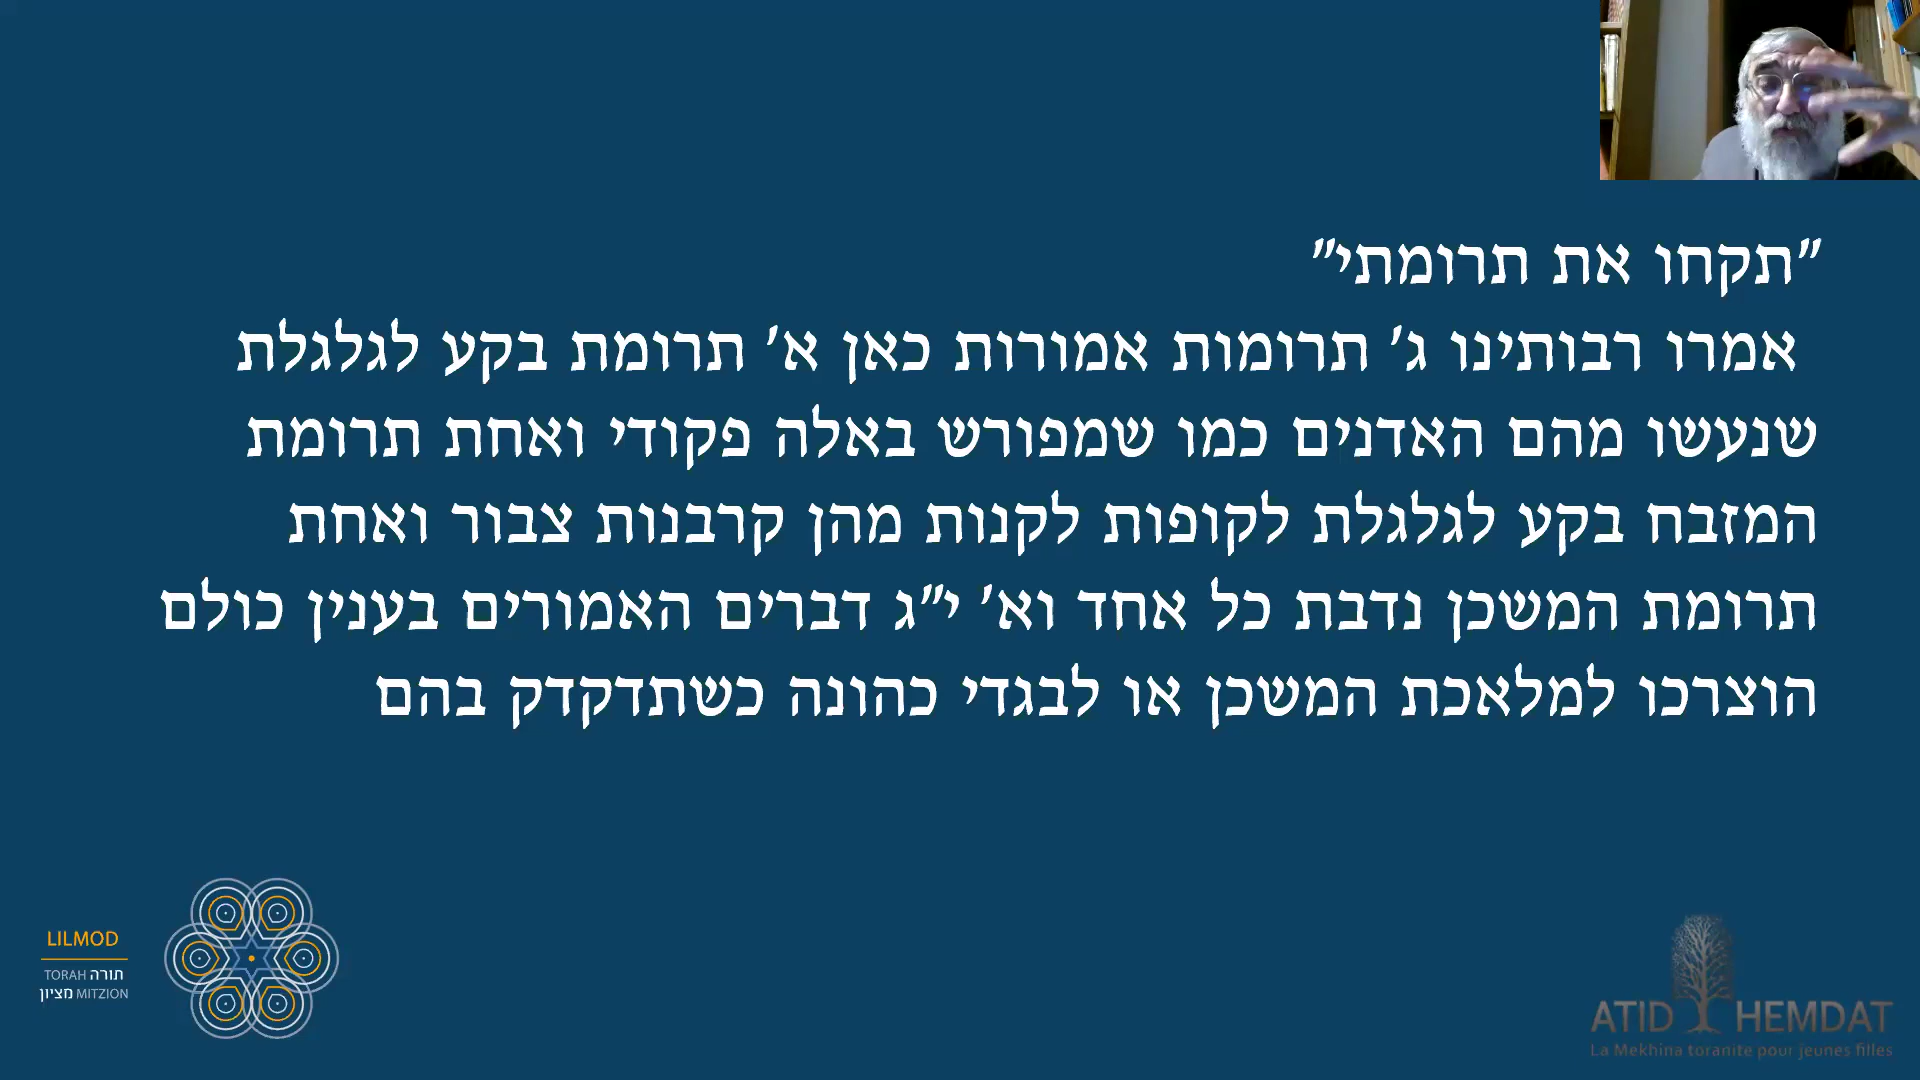 "תקחו את תרומתי"
אמרו רבותינו ג' תרומות אמורות כאן א' תרומת בקע לגלגלת
שנעשו מהם האדנים כמו שמפורש באלה פקודי ואחת תרומת
המזבח בקע לגלגלת לקופות לקנות מהן קרבנות צבור ואחת
תרומת המשכן נדבת כל אחד וא' י"ג דברים האמורים בענין כולם
הוצרכו למלאכת המשכן או לבגדי כהונה כשתדקדק בהם
LILMOD
TORAH תורה
מציון MITZION
ATID HEMDAT
La Mekhina toranite pour jeunes filles